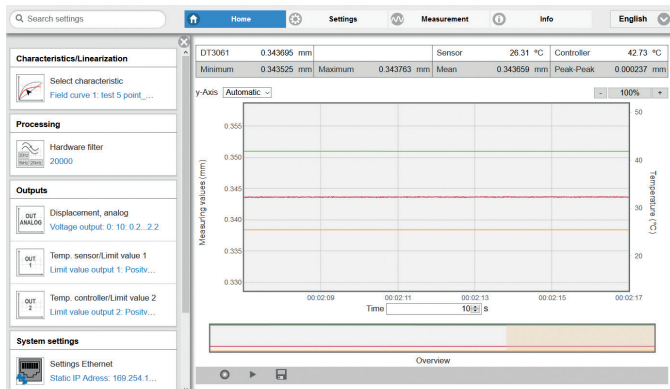 Search settings
Home
Settings
Measurement
Info
English
Characteristics/Linearization
Select characteristic
Field curve 1: test 5 point_...
Processing
Hardware filter
20000
Outputs
OUT ANALOG
Displacement, analog
Voltage output: 0: 10: 0.2...2.2
OUT 1
Temp. sensor/Limit value 1
Limit value output 1: Positv...
OUT 2
Temp. controller/Limit value 2
Limit value output 2: Positv...
System settings
Settings Ethernet
Static IP Adress: 169.254.1...
DT3061 0.343695 mm Sensor 26.31 °C Controller 42.73 °C
Minimum 0.343525 mm Maximum 0.343763 mm Mean 0.343659 mm Peak-Peak 0.000237 mm
y-Axis Automatic - 100% +
Measuring values (mm)
0.355
0.350
0.345
0.340
0.335
0.330
50
40
30
20
Temperature (°C)
00:02:09 00:02:11 00:02:13 00:02:15 00:02:17
Time 10 s
Overview